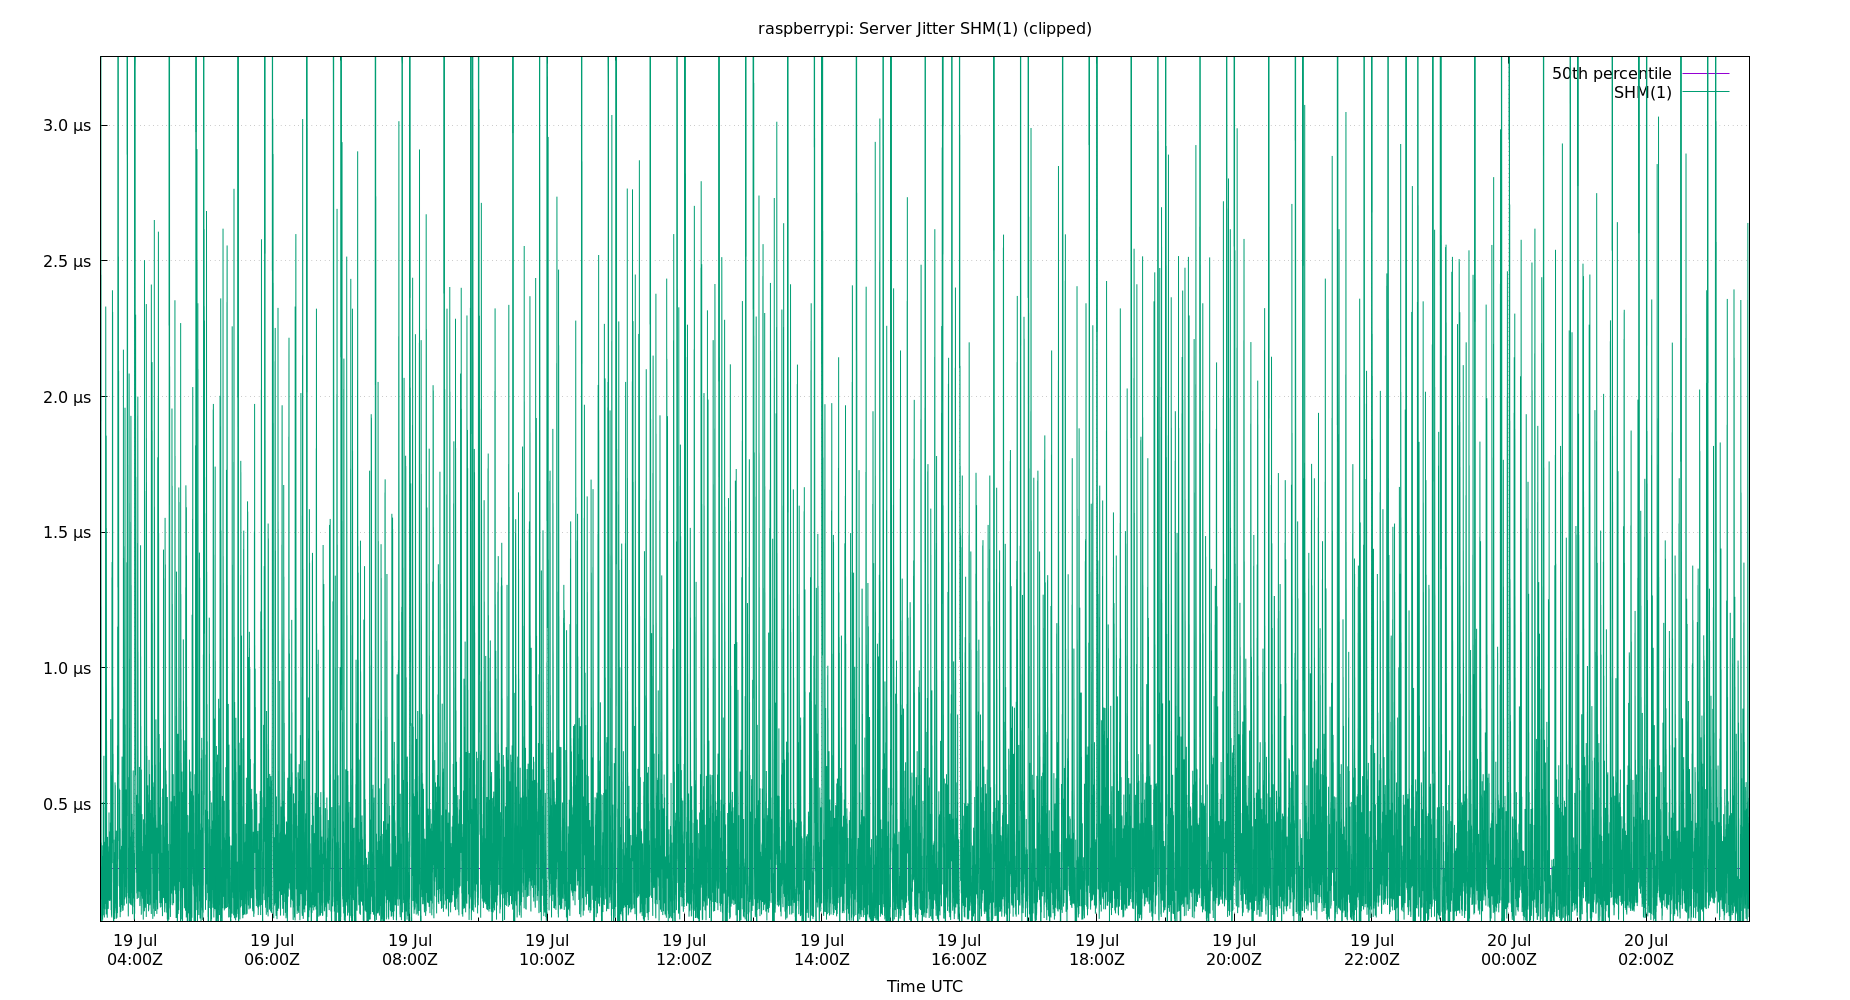 raspberrypi: Server Jitter SHM(1) (clipped)
50th percentile
SHM(1)
3.0 μs
2.5 μs
2.0 μs
1.5 μs
1.0 μs
0.5 μs
19 Jul 19 Jul 19 Jul 19 Jul 19 Jul 19 Jul 19 Jul 19 Jul 19 Jul 19 Jul 20 Jul 20 Jul
04:00Z 06:00Z 08:00Z 10:00Z 12:00Z 14:00Z 16:00Z 18:00Z 20:00Z 22:00Z 00:00Z 02:00Z
Time UTC